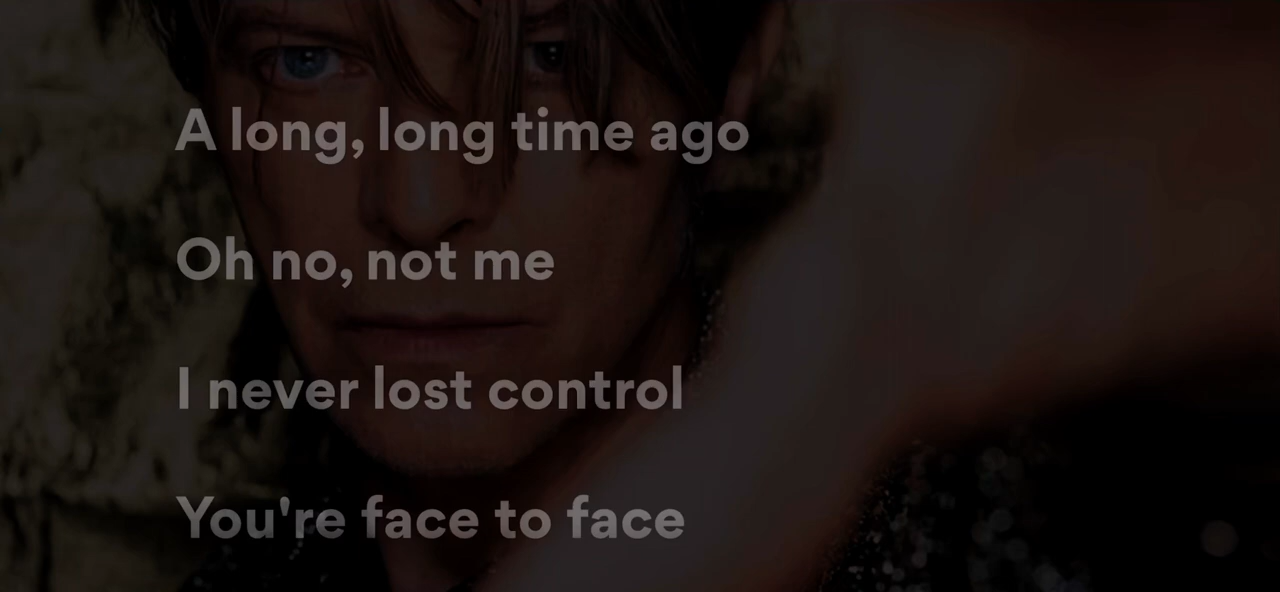 A long, long time ago
Oh no, not me
I never lost control
You're face to face